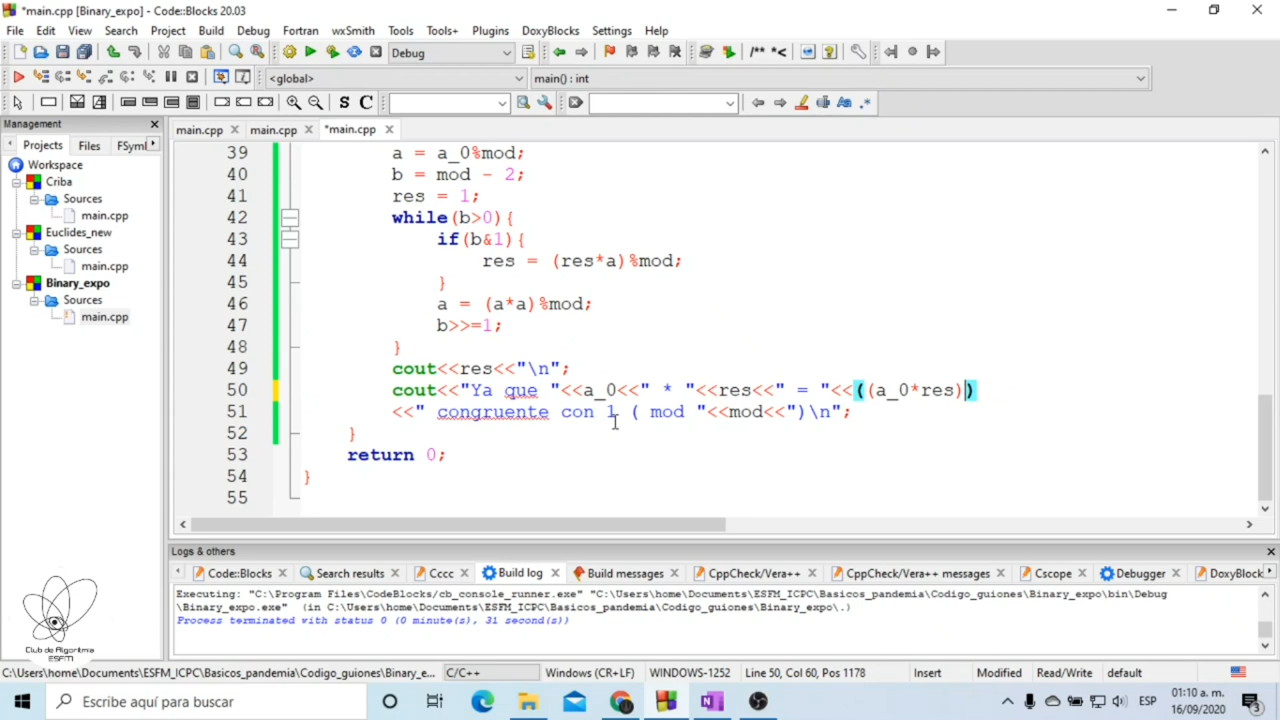 *main.cpp [Binary_expo] - Code::Blocks 20.03
File Edit View Search Project Build Debug Fortran wxSmith Tools Tools+ Plugins DoxyBlocks Settings Help
Debug
<global> main() : int
S C
Management
main.cpp main.cpp *main.cpp
Projects Files FSyml
Workspace
Criba
Sources
main.cpp
Euclides_new
Sources
main.cpp
Binary_expo
Sources
main.cpp
39 a = a_0%mod;
40 b = mod - 2;
41 res = 1;
42 while(b>0){
43 if(b&1){
44 res = (res*a)%mod;
45 }
46 a = (a*a)%mod;
47 b>>=1;
48 }
49 cout<<res<<"\n";
50 cout<<"Ya que "<<a_0<<" * "<<res<<" = "<<((a_0*res))
51 <<" congruente con 1 ( mod "<<mod<<")\n";
52 }
53 return 0;
54 }
55
Logs & others
Code::Blocks Search results Cccc Build log Build messages CppCheck/Vera++ CppCheck/Vera++ messages Cscope Debugger DoxyBlock
Executing: "C:\Program Files\CodeBlocks/cb_console_runner.exe" "C:\Users\home\Documents\ESFM_ICPC\Basicos_pandemia\Codigo_guiones\Binary_expo\bin\Debug
\Binary_expo.exe" (in C:\Users\home\Documents\ESFM_ICPC\Basicos_pandemia\Codigo_guiones\Binary_expo\.)
Process terminated with status 0 (0 minute(s), 31 second(s))
Club de Algoritmia
ESFM
C:\Users\home\Documents\ESFM_ICPC\Basicos_pandemia\Codigo_guiones\Binary_e... C/C++ Windows (CR+LF) WINDOWS-1252 Line 50, Col 60, Pos 1178 Insert Modified Read/Write default
Escribe aquí para buscar
ESP
01:10 a. m.
16/09/2020
3